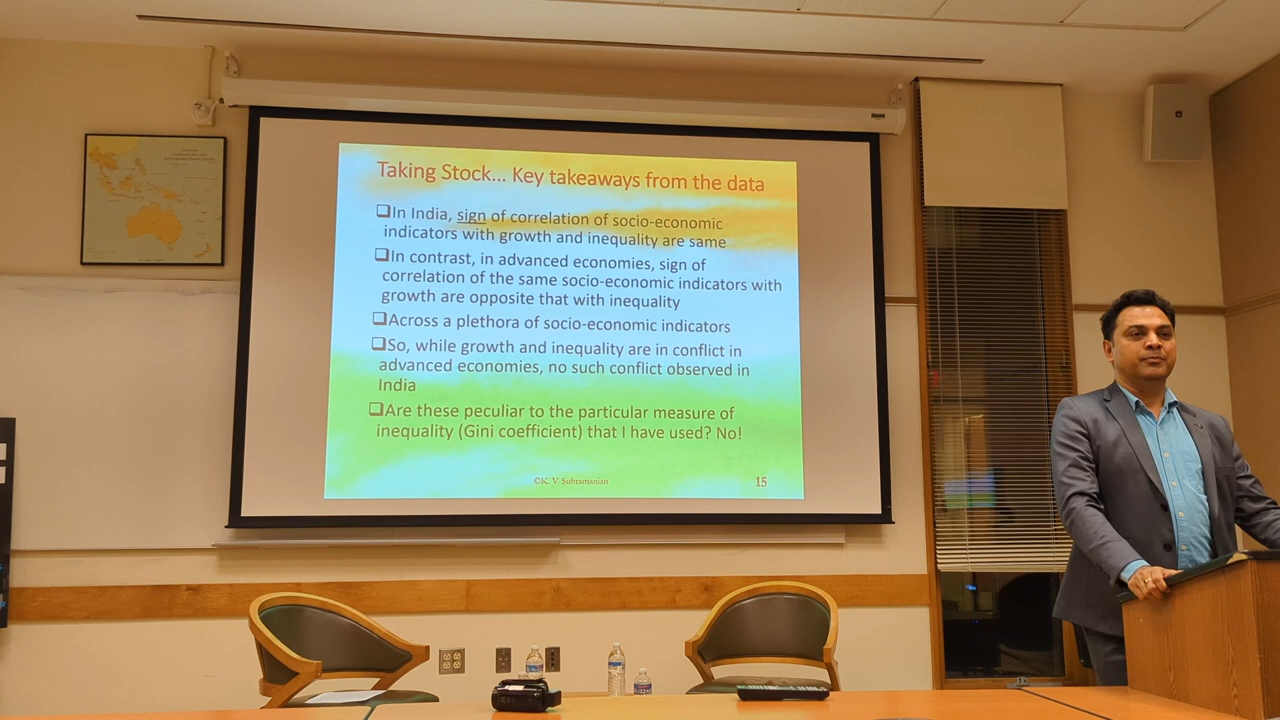 Taking Stock... Key takeaways from the data
❑In India, sign of correlation of socio-economic
indicators with growth and inequality are same
❑In contrast, in advanced economies, sign of
correlation of the same socio-economic indicators with
growth are opposite that with inequality
❑Across a plethora of socio-economic indicators
❑So, while growth and inequality are in conflict in
advanced economies, no such conflict observed in
India
❑Are these peculiar to the particular measure of
inequality (Gini coefficient) that I have used? No!
©K. V. Subramanian
15